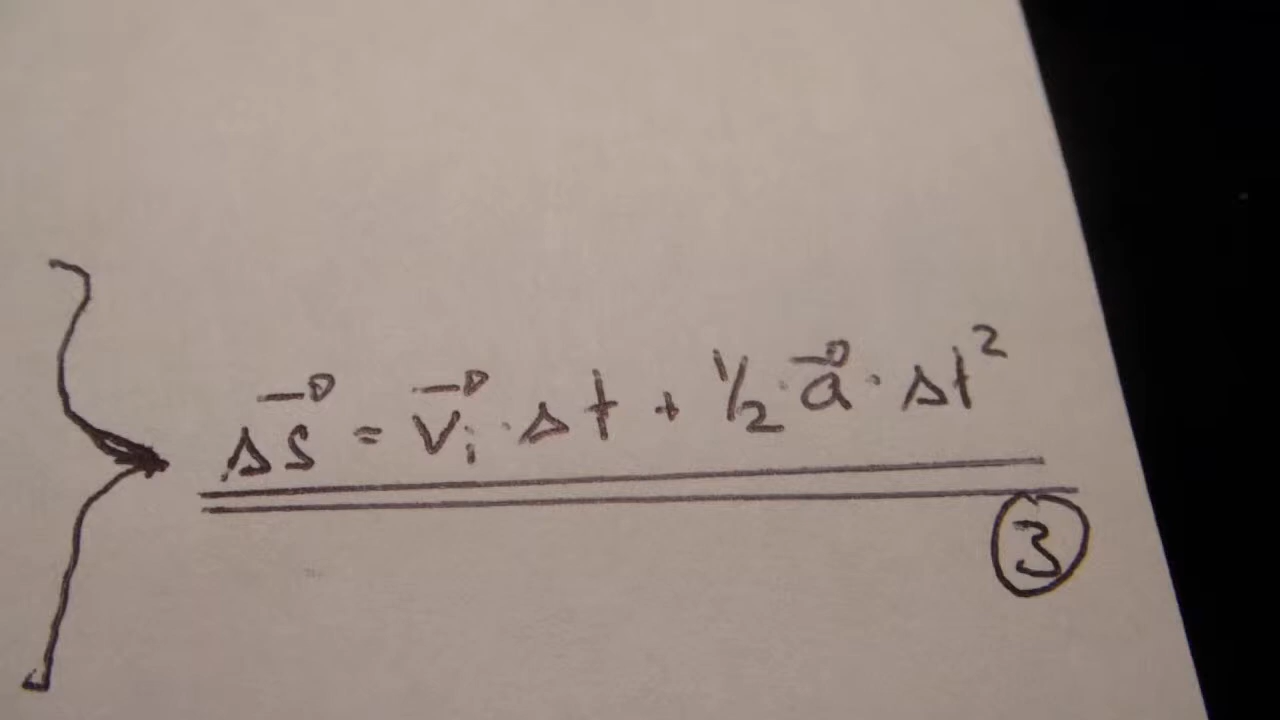 Δs⃗ = v⃗ᵢ · Δt + 1/2 · a⃗ · Δt²
3